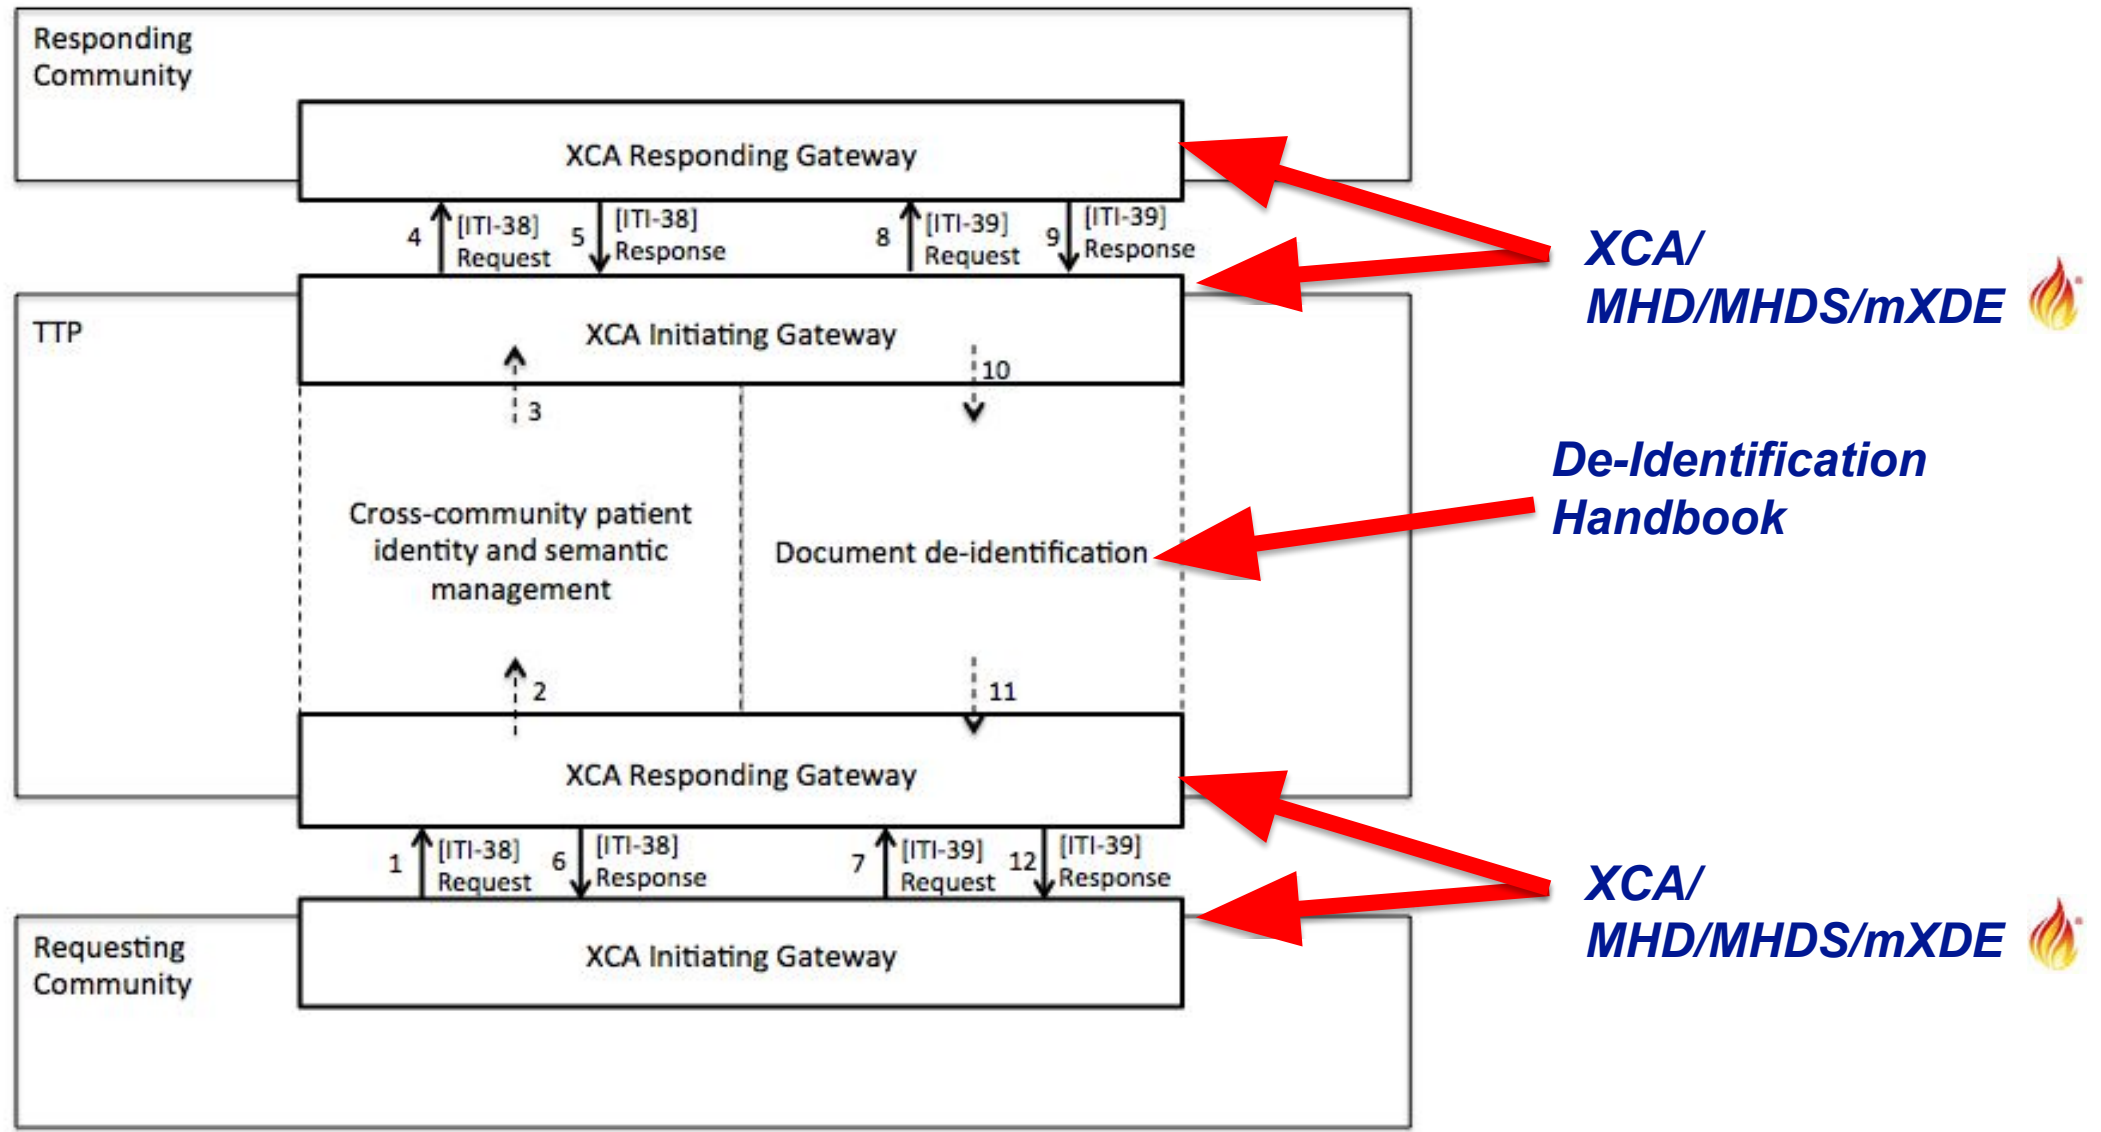 Responding
Community
XCA Responding Gateway
4
[ITI-38]
Request
5
[ITI-38]
Response
8
[ITI-39]
Request
9
[ITI-39]
Response
XCA/
MHD/MHDS/mXDE
TTP
XCA Initiating Gateway
3
10
Cross-community patient
identity and semantic
management
Document de-identification
De-Identification
Handbook
2
11
XCA Responding Gateway
1
[ITI-38]
Request
6
[ITI-38]
Response
7
[ITI-39]
Request
12
[ITI-39]
Response
XCA/
MHD/MHDS/mXDE
Requesting
Community
XCA Initiating Gateway